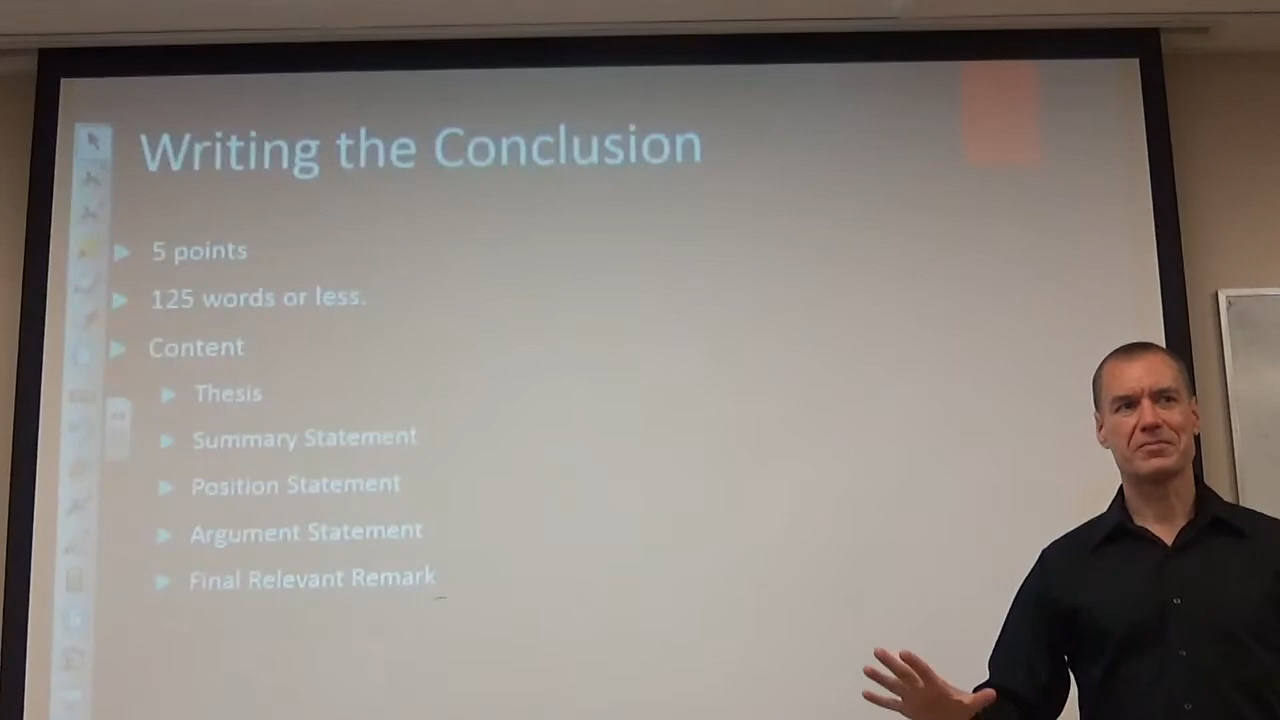 Writing the Conclusion
5 points
125 words or less.
Content
Thesis
Summary Statement
Position Statement
Argument Statement
Final Relevant Remark